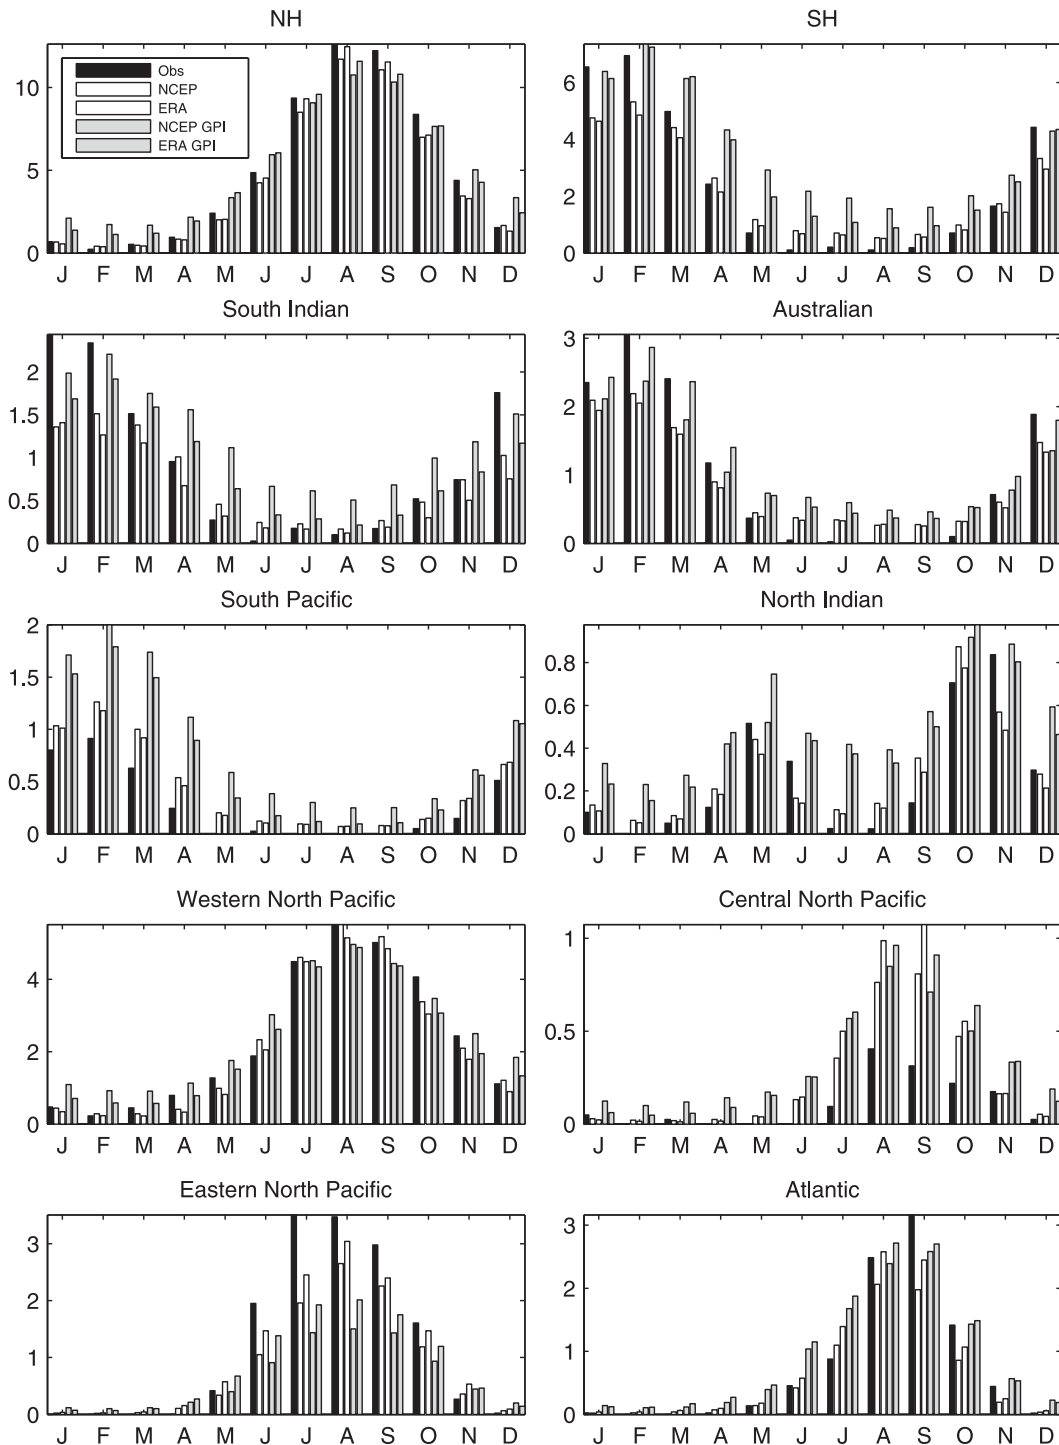 NH
10
5
0
Obs
NCEP
ERA
NCEP GPI
ERA GPI
J F M A M J J A S O N D
SH
6
4
2
0
J F M A M J J A S O N D
South Indian
2
1.5
1
0.5
0
J F M A M J J A S O N D
Australian
3
2
1
0
J F M A M J J A S O N D
South Pacific
2
1.5
1
0.5
0
J F M A M J J A S O N D
North Indian
0.8
0.6
0.4
0.2
0
J F M A M J J A S O N D
Western North Pacific
4
2
0
J F M A M J J A S O N D
Central North Pacific
1
0.5
0
J F M A M J J A S O N D
Eastern North Pacific
3
2
1
0
J F M A M J J A S O N D
Atlantic
3
2
1
0
J F M A M J J A S O N D